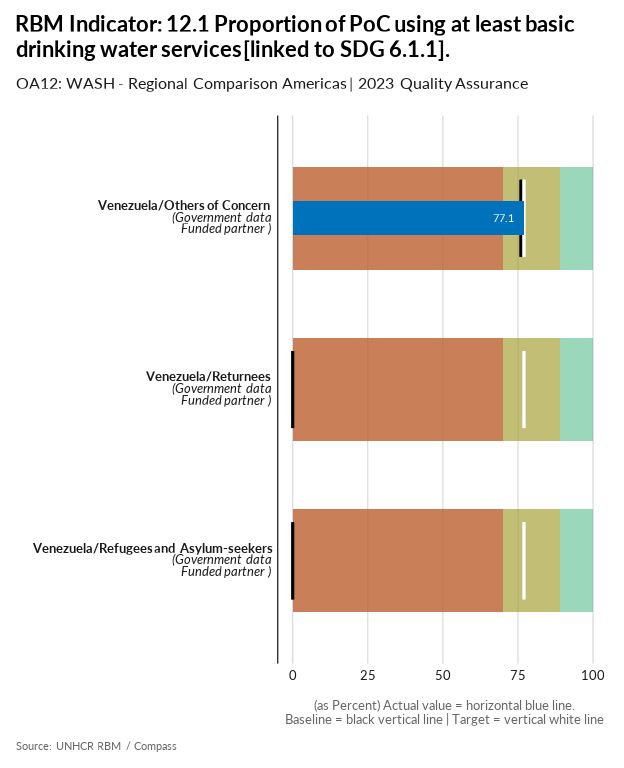 RBM Indicator: 12.1 Proportion of PoC using at least basic
drinking water services[linked to SDG 6.1.1].
OA12: WASH - Regional Comparison Americas | 2023 Quality Assurance
Venezuela/Others of Concern
(Government data
Funded partner )
77.1
Venezuela/Returnees
(Government data
Funded partner )
Venezuela/Refugees and Asylum-seekers
(Government data
Funded partner )
0 25 50 75 100
(as Percent) Actual value = horizontal blue line.
Baseline = black vertical line | Target = vertical white line
Source: UNHCR RBM / Compass